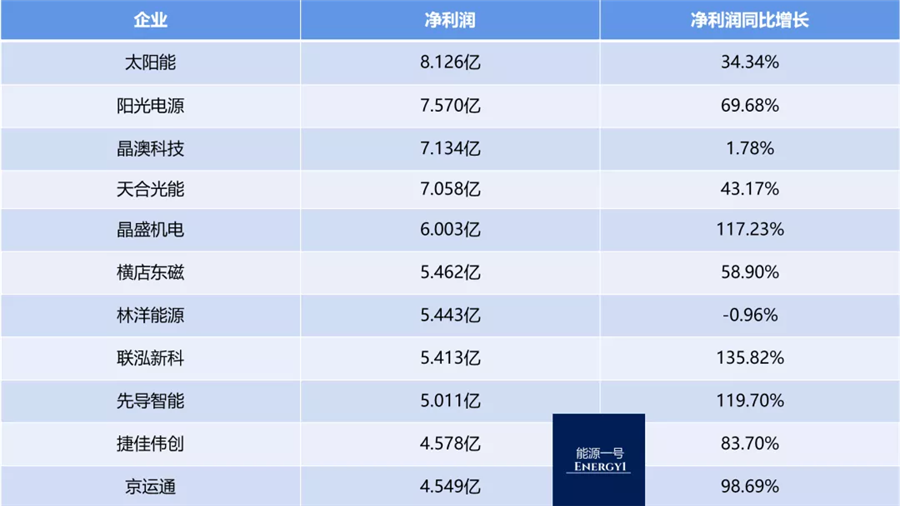 企业 净利润 净利润同比增长
太阳能 8.126亿 34.34%
阳光电源 7.570亿 69.68%
晶澳科技 7.134亿 1.78%
天合光能 7.058亿 43.17%
晶盛机电 6.003亿 117.23%
横店东磁 5.462亿 58.90%
林洋能源 5.443亿 -0.96%
联泓新科 5.413亿 135.82%
先导智能 5.011亿 119.70%
捷佳伟创 4.578亿 83.70%
能源一号
ENERGY1
京运通 4.549亿 98.69%